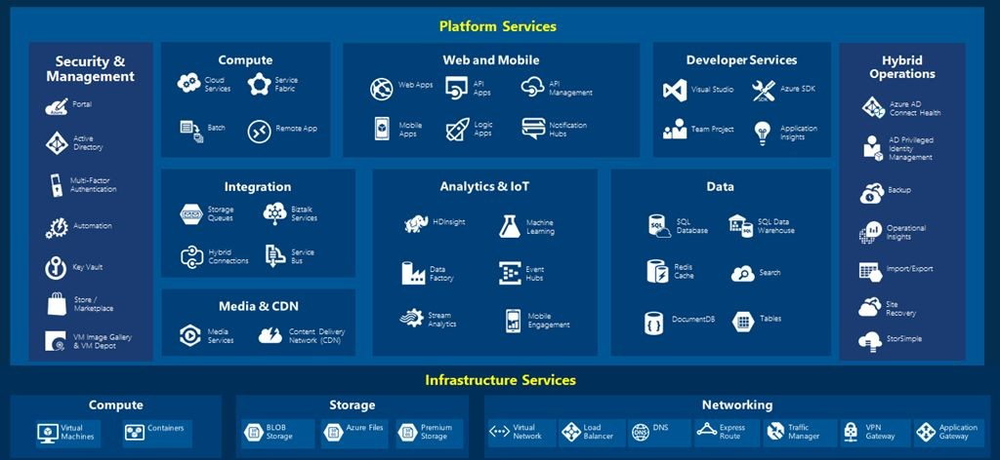 Platform Services
Security &
Management
Portal
Active
Directory
Multi-Factor
Authentication
Automation
Key Vault
Store /
Marketplace
VM Image Gallery
& VM Depot
Compute
Cloud
Services
Service
Fabric
Batch
Remote App
Web and Mobile
Web Apps
API
Apps
API
Management
Mobile
Apps
Logic
Apps
Notification
Hubs
Developer Services
Visual Studio
Azure SDK
Team Project
Application
Insights
Hybrid
Operations
Azure AD
Connect Health
AD Privileged
Identity
Management
Backup
Operational
Insights
Import/Export
Site
Recovery
StorSimple
Integration
Storage
Queues
Biztalk
Services
Hybrid
Connections
Service
Bus
Analytics & IoT
HDInsight
Machine
Learning
Data
Factory
Event
Hubs
Stream
Analytics
Mobile
Engagement
Data
SQL
SQL
Database
SQL
SQL Data
Warehouse
Redis
Cache
Search
{ }
DocumentDB
Tables
Media & CDN
Media
Services
Content Delivery
Network (CDN)
Infrastructure Services
Compute
Virtual
Machines
Containers
Storage
BLOB
Storage
Azure Files
Premium
Storage
Networking
Virtual
Network
Load
Balancer
DNS
DNS
Express
Route
Traffic
Manager
VPN
Gateway
Application
Gateway